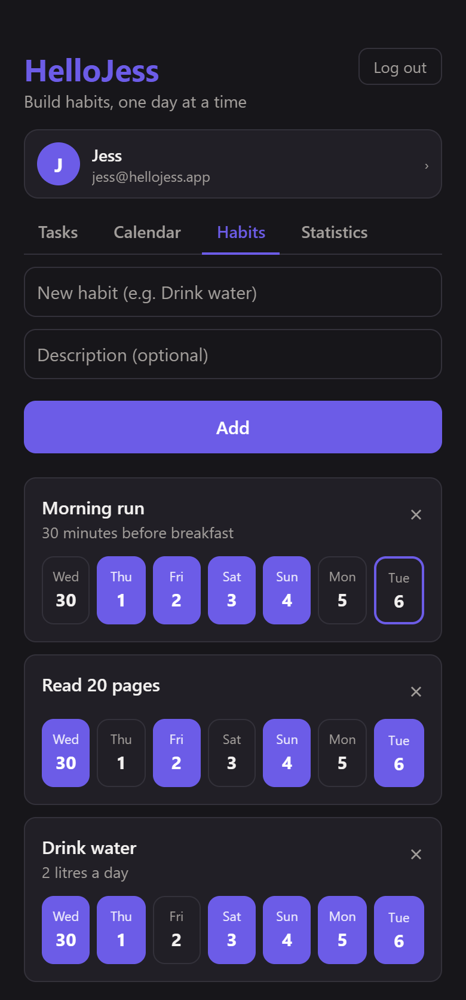 HelloJess
Log out
Build habits, one day at a time
J
Jess
jess@hellojess.app
›
Tasks Calendar Habits Statistics
New habit (e.g. Drink water)
Description (optional)
Add
Morning run
×
30 minutes before breakfast
Wed Thu Fri Sat Sun Mon Tue
30 1 2 3 4 5 6
Read 20 pages
×
Wed Thu Fri Sat Sun Mon Tue
30 1 2 3 4 5 6
Drink water
×
2 litres a day
Wed Thu Fri Sat Sun Mon Tue
30 1 2 3 4 5 6